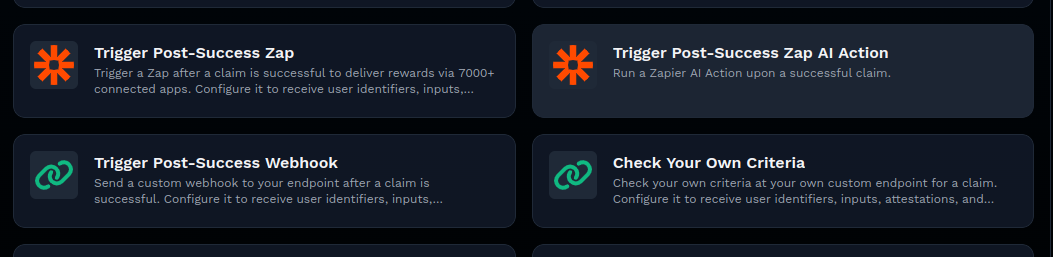 Trigger Post-Success Zap
Trigger a Zap after a claim is successful to deliver rewards via 7000+
connected apps. Configure it to receive user identifiers, inputs,...
Trigger Post-Success Zap AI Action
Run a Zapier AI Action upon a successful claim.
Trigger Post-Success Webhook
Send a custom webhook to your endpoint after a claim is
successful. Configure it to receive user identifiers, inputs,...
Check Your Own Criteria
Check your own criteria at your own custom endpoint for a claim.
Configure it to receive user identifiers, inputs, attestations, and...